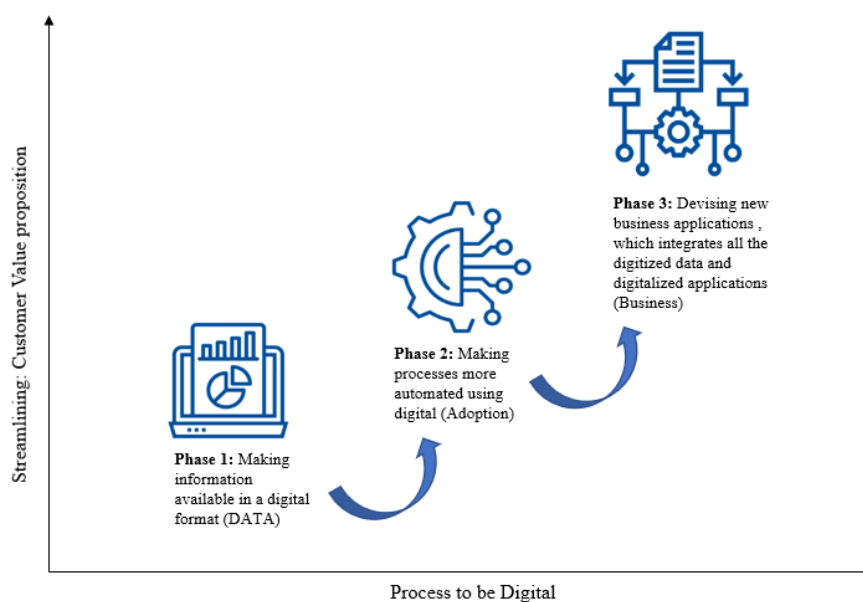 Streamlining: Customer Value proposition
Phase 3: Devising new
business applications ,
which integrates all the
digitized data and
digitalized applications
(Business)
Phase 2: Making
processes more
automated using
digital (Adoption)
Phase 1: Making
information
available in a digital
format (DATA)
Process to be Digital